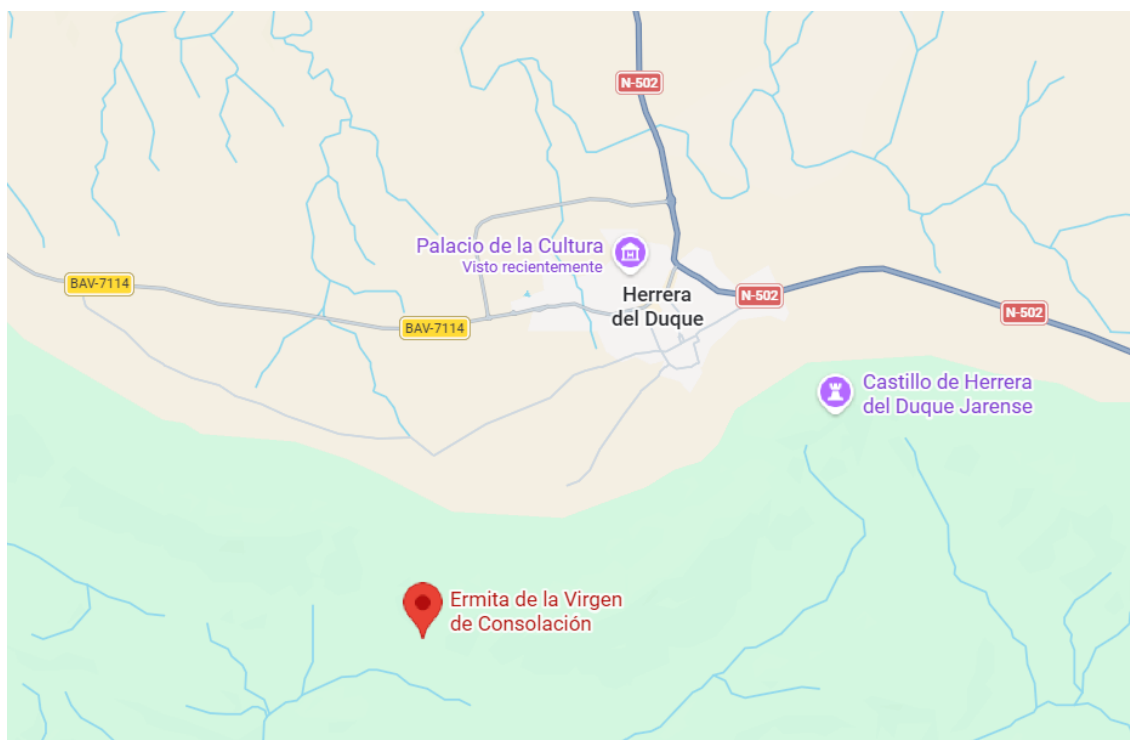 N-502
Palacio de la Cultura
Visto recientemente
BAV-7114
Herrera
del Duque
N-502
N-502
BAV-7114
Castillo de Herrera
del Duque Jarense
Ermita de la Virgen
de Consolación